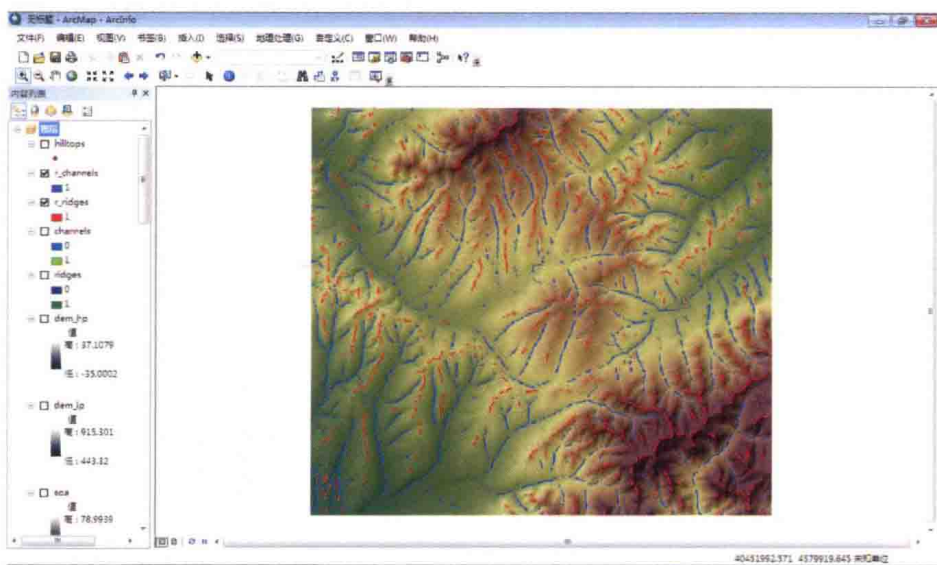 无标题 - ArcMap - ArcInfo
文件(F) 编辑(E) 视图(V) 书签(B) 插入(I) 选择(S) 地理处理(G) 自定义(C) 窗口(W) 帮助(H)
内容列表
图层
hilltops
r_channels
1
r_ridges
1
channels
0
1
ridges
0
1
dem_hp
值
高 : 37.1079
低 : -35.0002
dem_lp
值
高 : 915.301
低 : 443.32
值
高 : 78.9939
40451992.571 4579919.645 未知单位